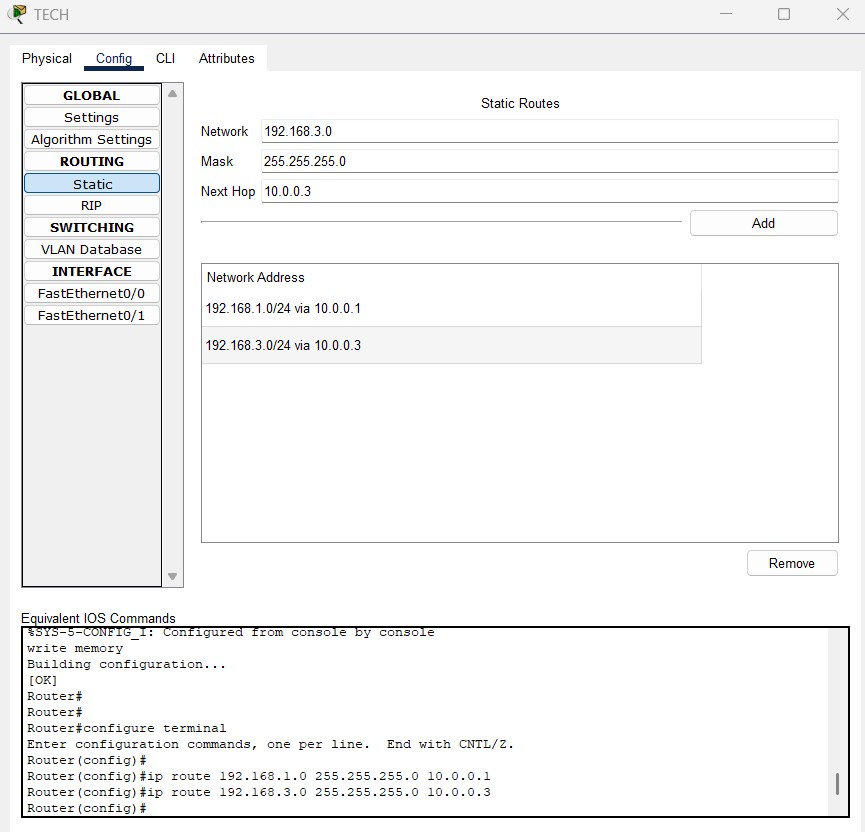 TECH
Physical Config CLI Attributes
GLOBAL
Settings
Algorithm Settings
ROUTING
Static
RIP
SWITCHING
VLAN Database
INTERFACE
FastEthernet0/0
FastEthernet0/1
Static Routes
Network 192.168.3.0
Mask 255.255.255.0
Next Hop 10.0.0.3
Add
Network Address
192.168.1.0/24 via 10.0.0.1
192.168.3.0/24 via 10.0.0.3
Remove
Equivalent IOS Commands
%SYS-5-CONFIG_I: Configured from console by console
write memory
Building configuration...
[OK]
Router#
Router#
Router#configure terminal
Enter configuration commands, one per line.  End with CNTL/Z.
Router(config)#
Router(config)#ip route 192.168.1.0 255.255.255.0 10.0.0.1
Router(config)#ip route 192.168.3.0 255.255.255.0 10.0.0.3
Router(config)#